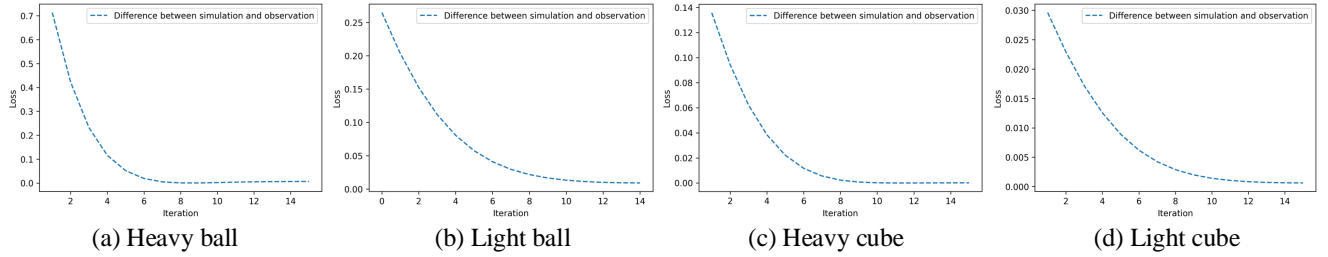 Difference between simulation and observation
0.7
0.6
0.5
0.4
0.3
0.2
0.1
0.0
Loss
2 4 6 8 10 12 14
Iteration
(a) Heavy ball
Difference between simulation and observation
0.25
0.20
0.15
0.10
0.05
0.00
Loss
0 2 4 6 8 10 12 14
Iteration
(b) Light ball
Difference between simulation and observation
0.14
0.12
0.10
0.08
0.06
0.04
0.02
0.00
Loss
2 4 6 8 10 12 14
Iteration
(c) Heavy cube
Difference between simulation and observation
0.030
0.025
0.020
0.015
0.010
0.005
0.000
Loss
2 4 6 8 10 12 14
Iteration
(d) Light cube